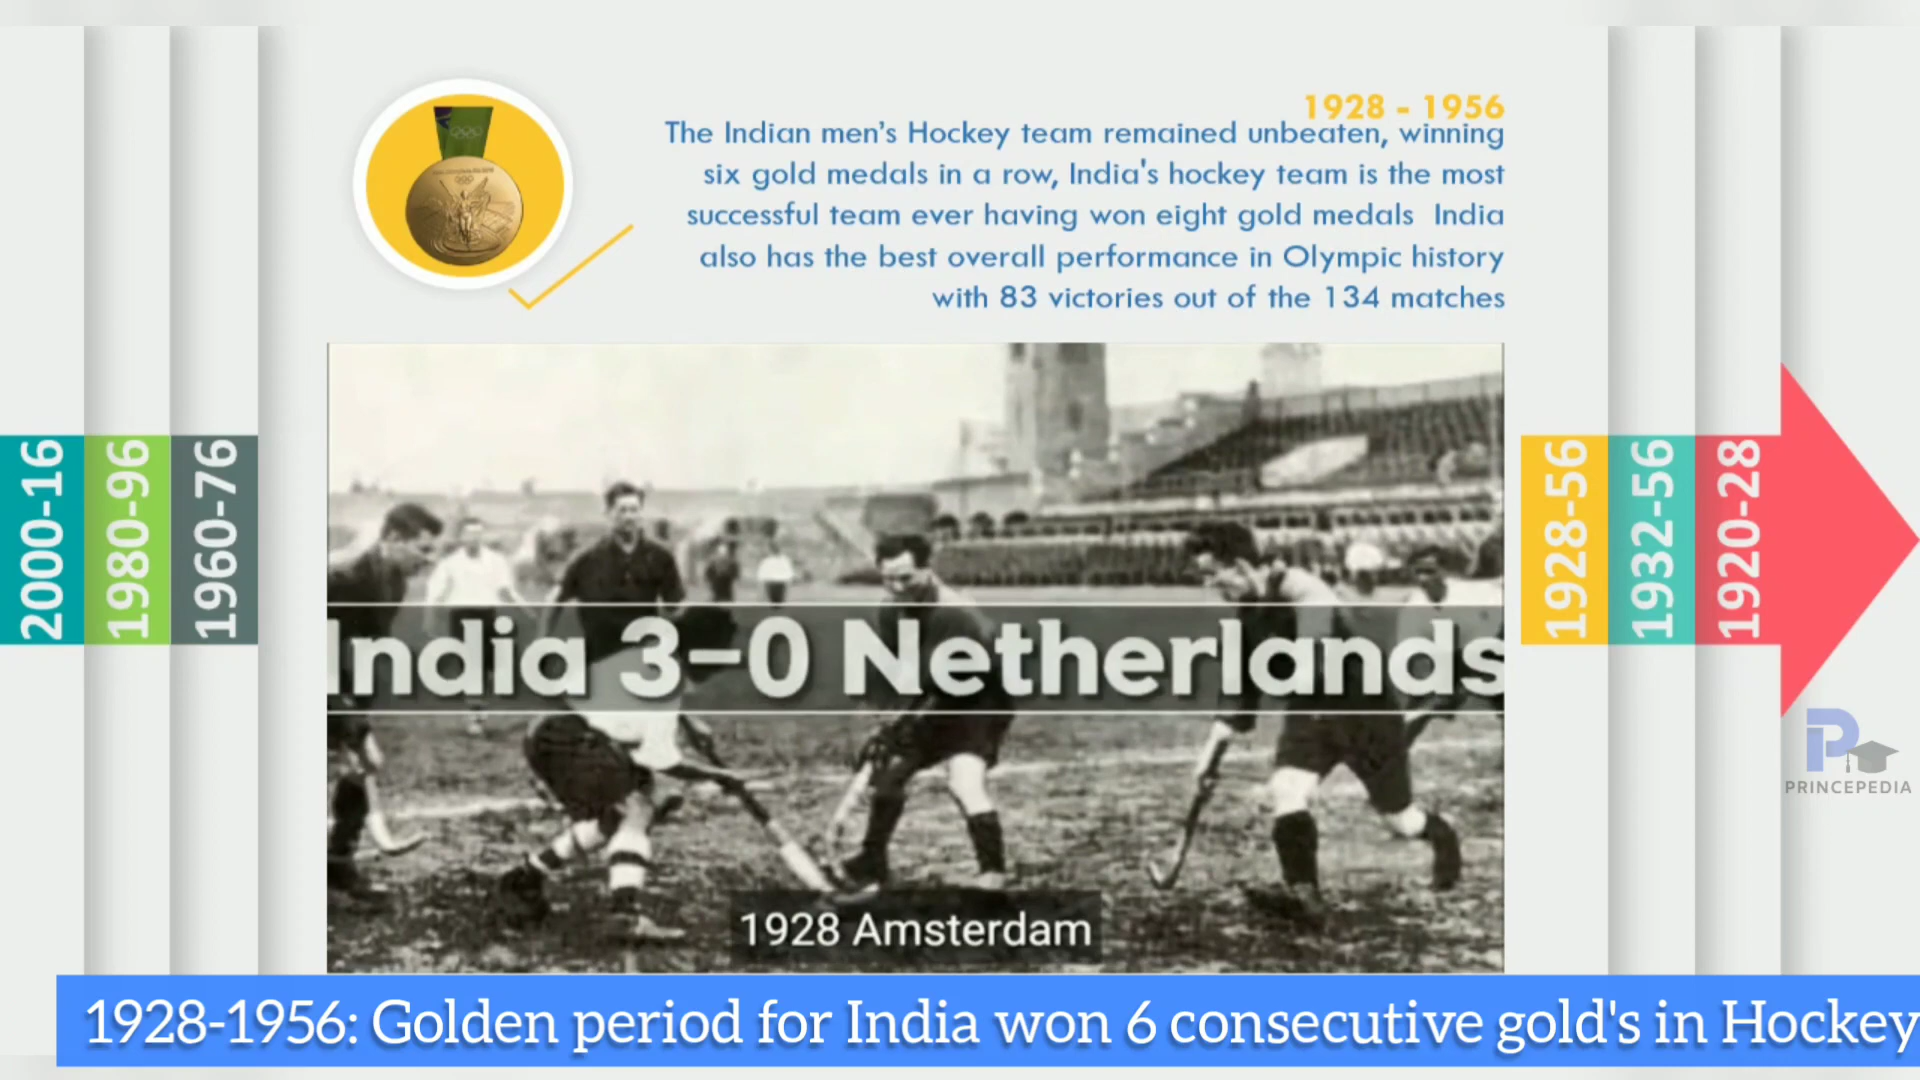 1928 - 1956
The Indian men's Hockey team remained unbeaten, winning
six gold medals in a row, India's hockey team is the most
successful team ever having won eight gold medals India
also has the best overall performance in Olympic history
with 83 victories out of the 134 matches
2000-16
1980-96
1960-76
1928-56
1932-56
1920-28
India 3-0 Netherlands
1928 Amsterdam
PRINCEPEDIA
1928-1956: Golden period for India won 6 consecutive gold's in Hockey